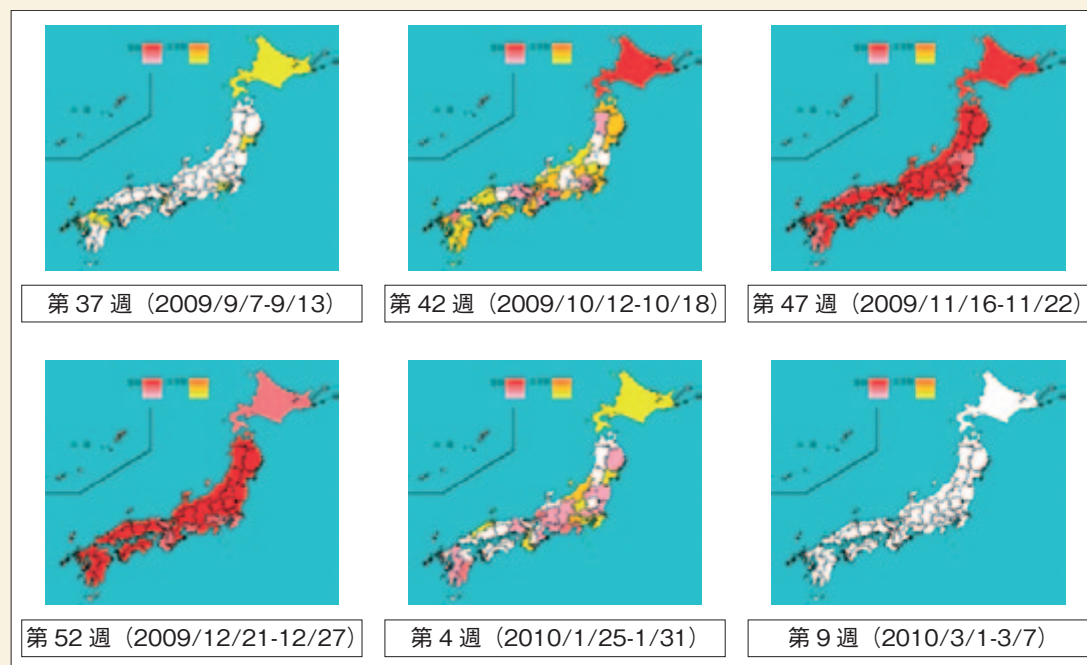 第 37 週（2009/9/7-9/13）
第 42 週（2009/10/12-10/18）
第 47 週（2009/11/16-11/22）
第 52 週（2009/12/21-12/27）
第 4 週（2010/1/25-1/31）
第 9 週（2010/3/1-3/7）